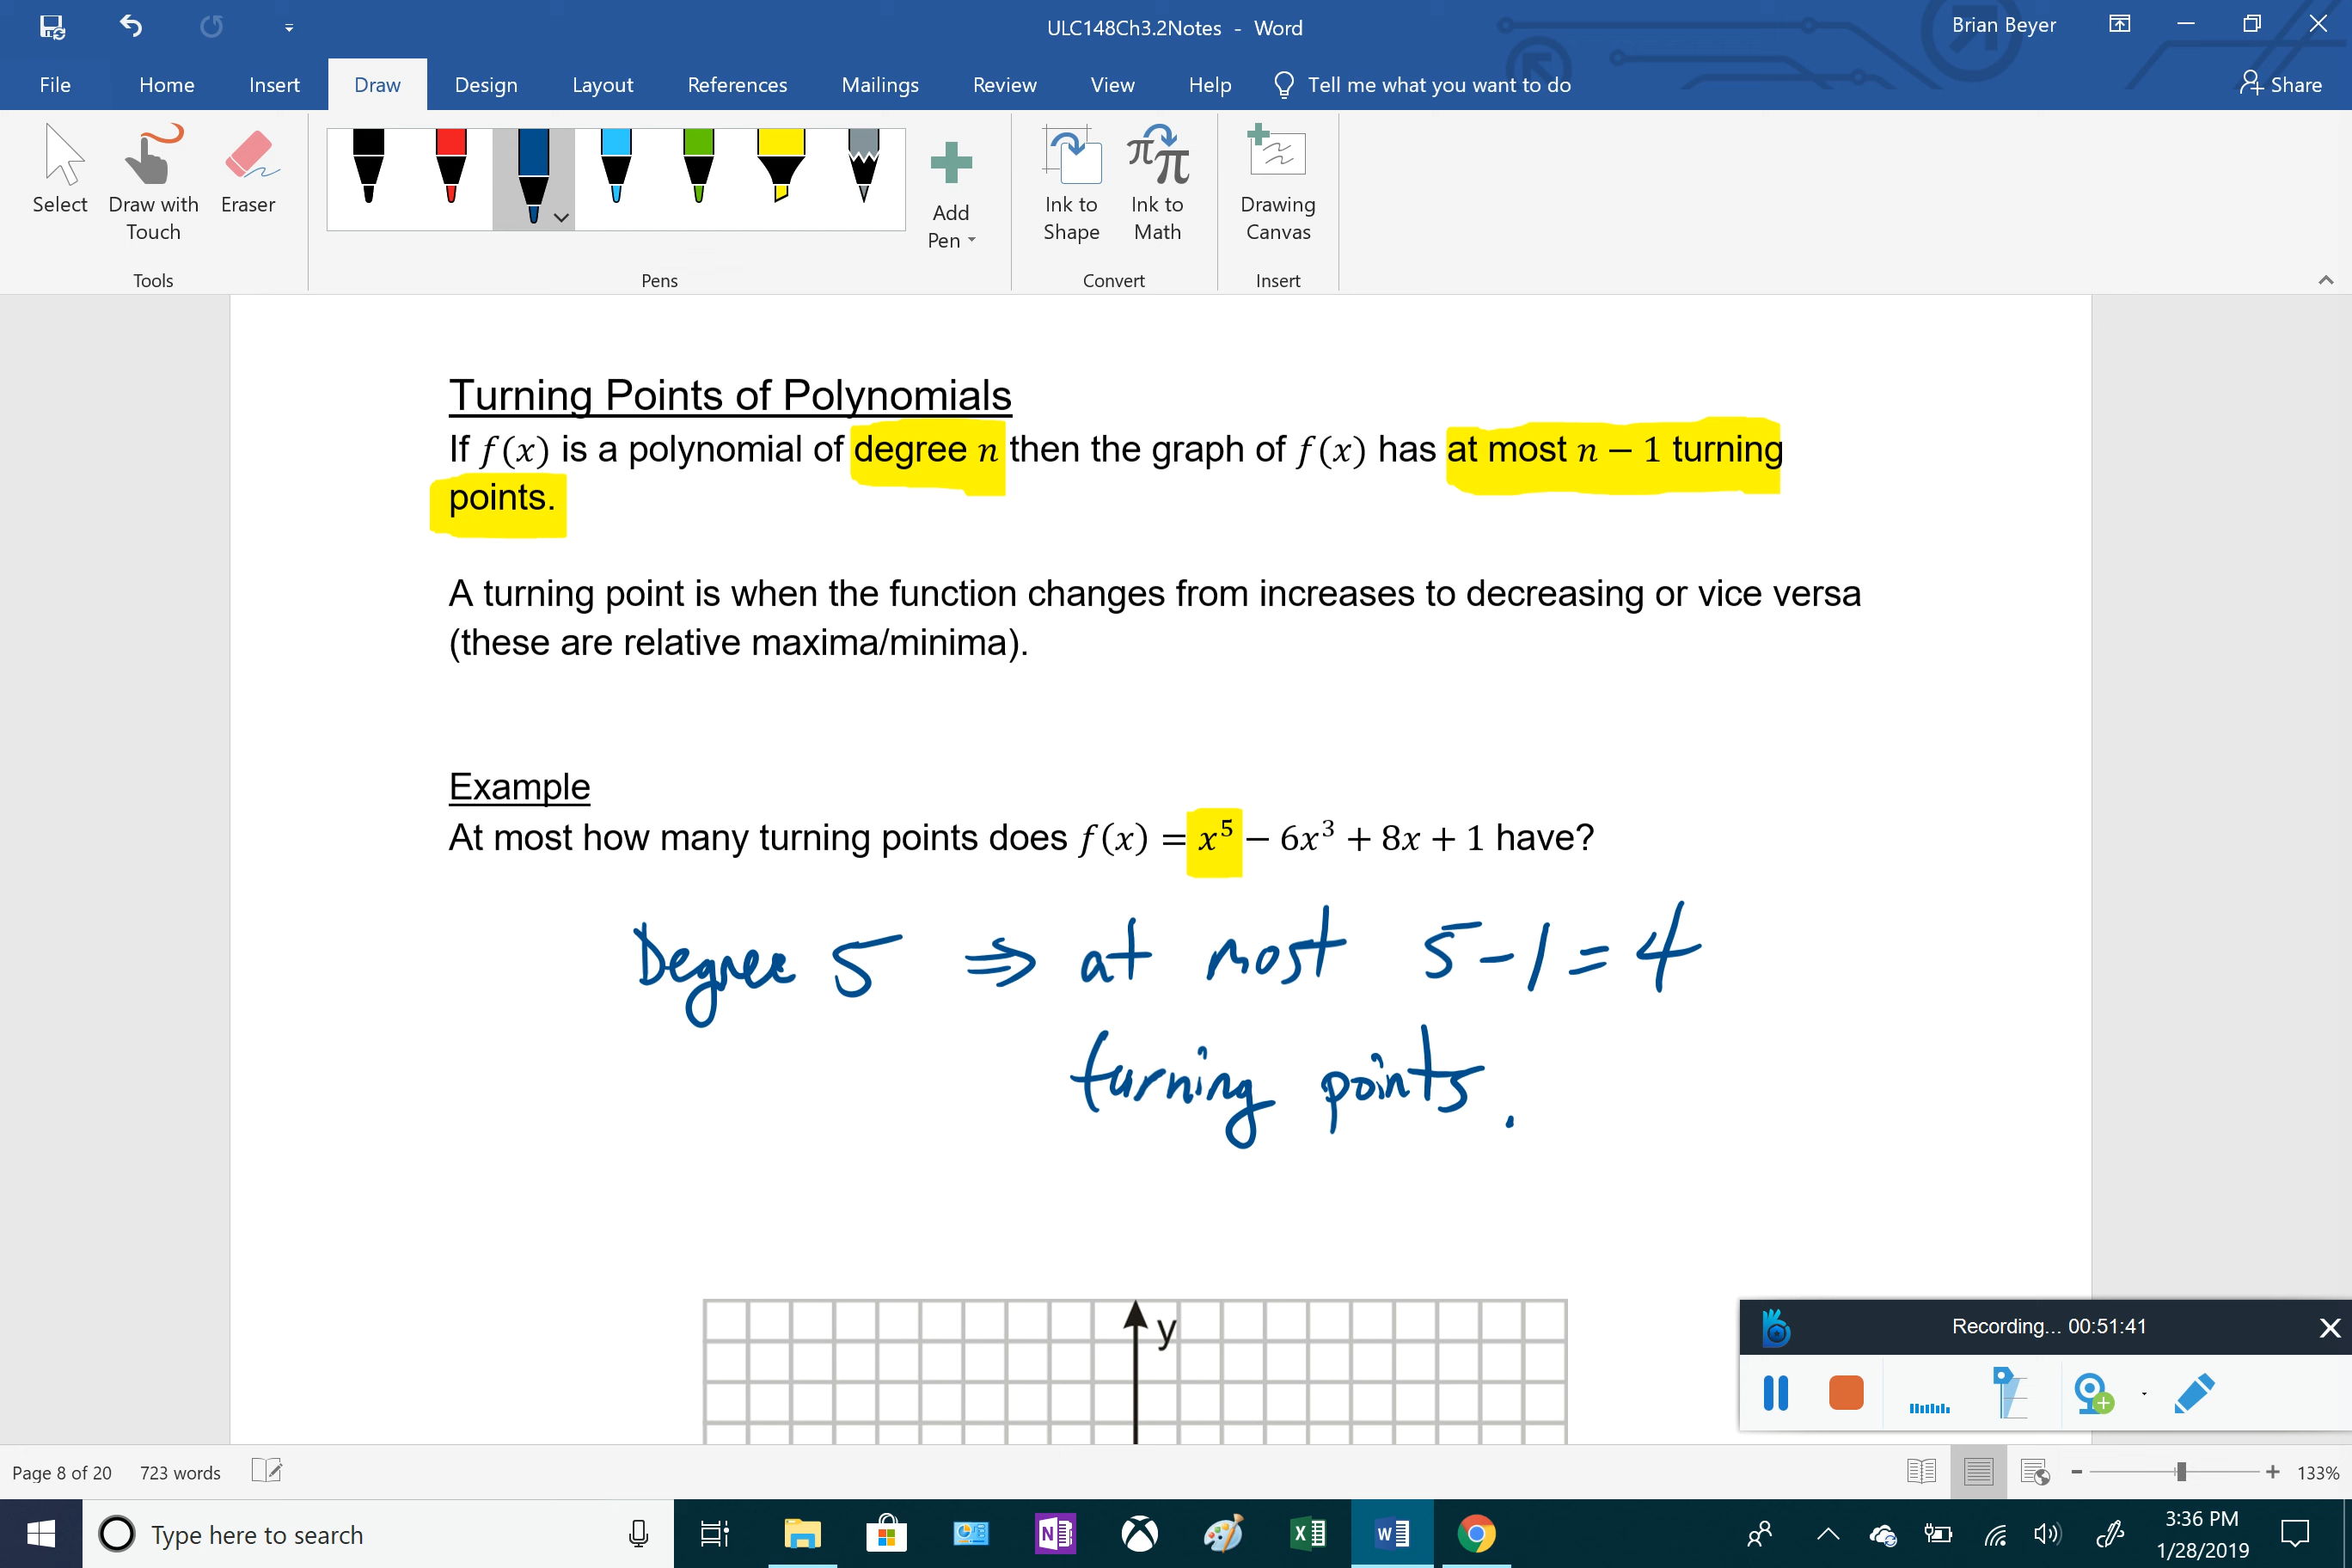 ULC148Ch3.2Notes - Word
Brian Beyer
File Home Insert Draw Design Layout References Mailings Review View Help Tell me what you want to do Share
Select Draw with Touch Eraser
Add Pen
Ink to Shape Ink to Math
Drawing Canvas
Tools Pens Convert Insert
Turning Points of Polynomials
If f(x) is a polynomial of degree n then the graph of f(x) has at most n − 1 turning
points.
A turning point is when the function changes from increases to decreasing or vice versa
(these are relative maxima/minima).
Example
At most how many turning points does f(x) = x⁵ − 6x³ + 8x + 1 have?
Degree 5 ⇒ at most 5-1=4
turning points.
y
Recording... 00:51:41
Page 8 of 20 723 words 133%
Type here to search
3:36 PM
1/28/2019